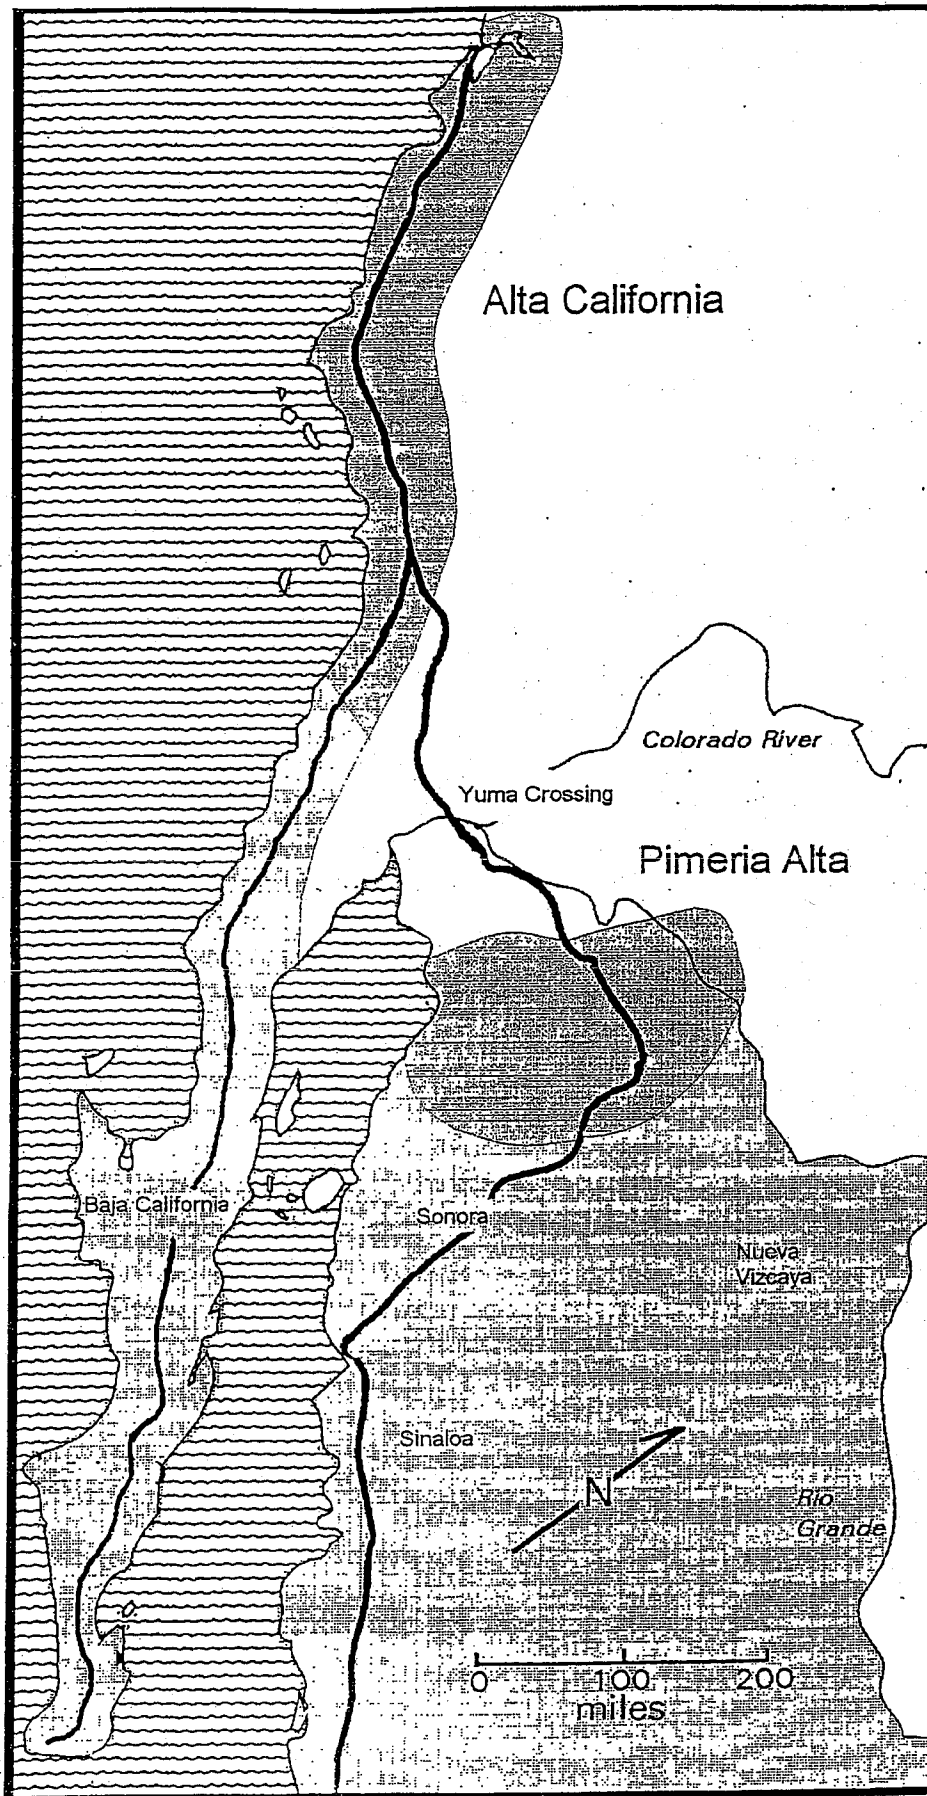 Alta California
Colorado River
Yuma Crossing
Pimeria Alta
Baja California
Sonora
Nueva
Vizcaya
Sinaloa
N
Rio
Grande
0 100 200
miles